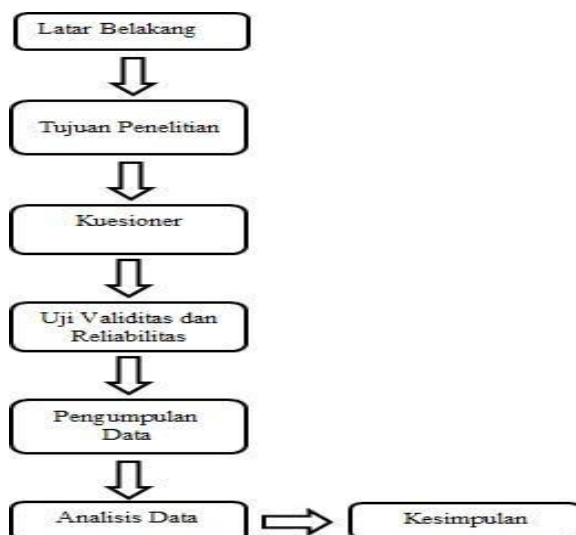 Latar Belakang
Tujuan Penelitian
Kuesioner
Uji Validitas dan
Reliabilitas
Pengumpulan
Data
Analisis Data
Kesimpulan